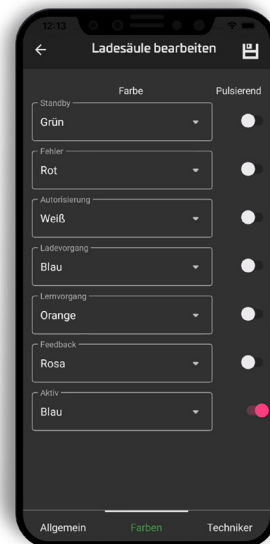 12:13
Ladesäule bearbeiten
Farbe Pulsierend
Standby
Grün
Fehler
Rot
Autorisierung
Weiß
Ladevorgang
Blau
Lernvorgang
Orange
Feedback
Rosa
Aktiv
Blau
Allgemein Farben Techniker